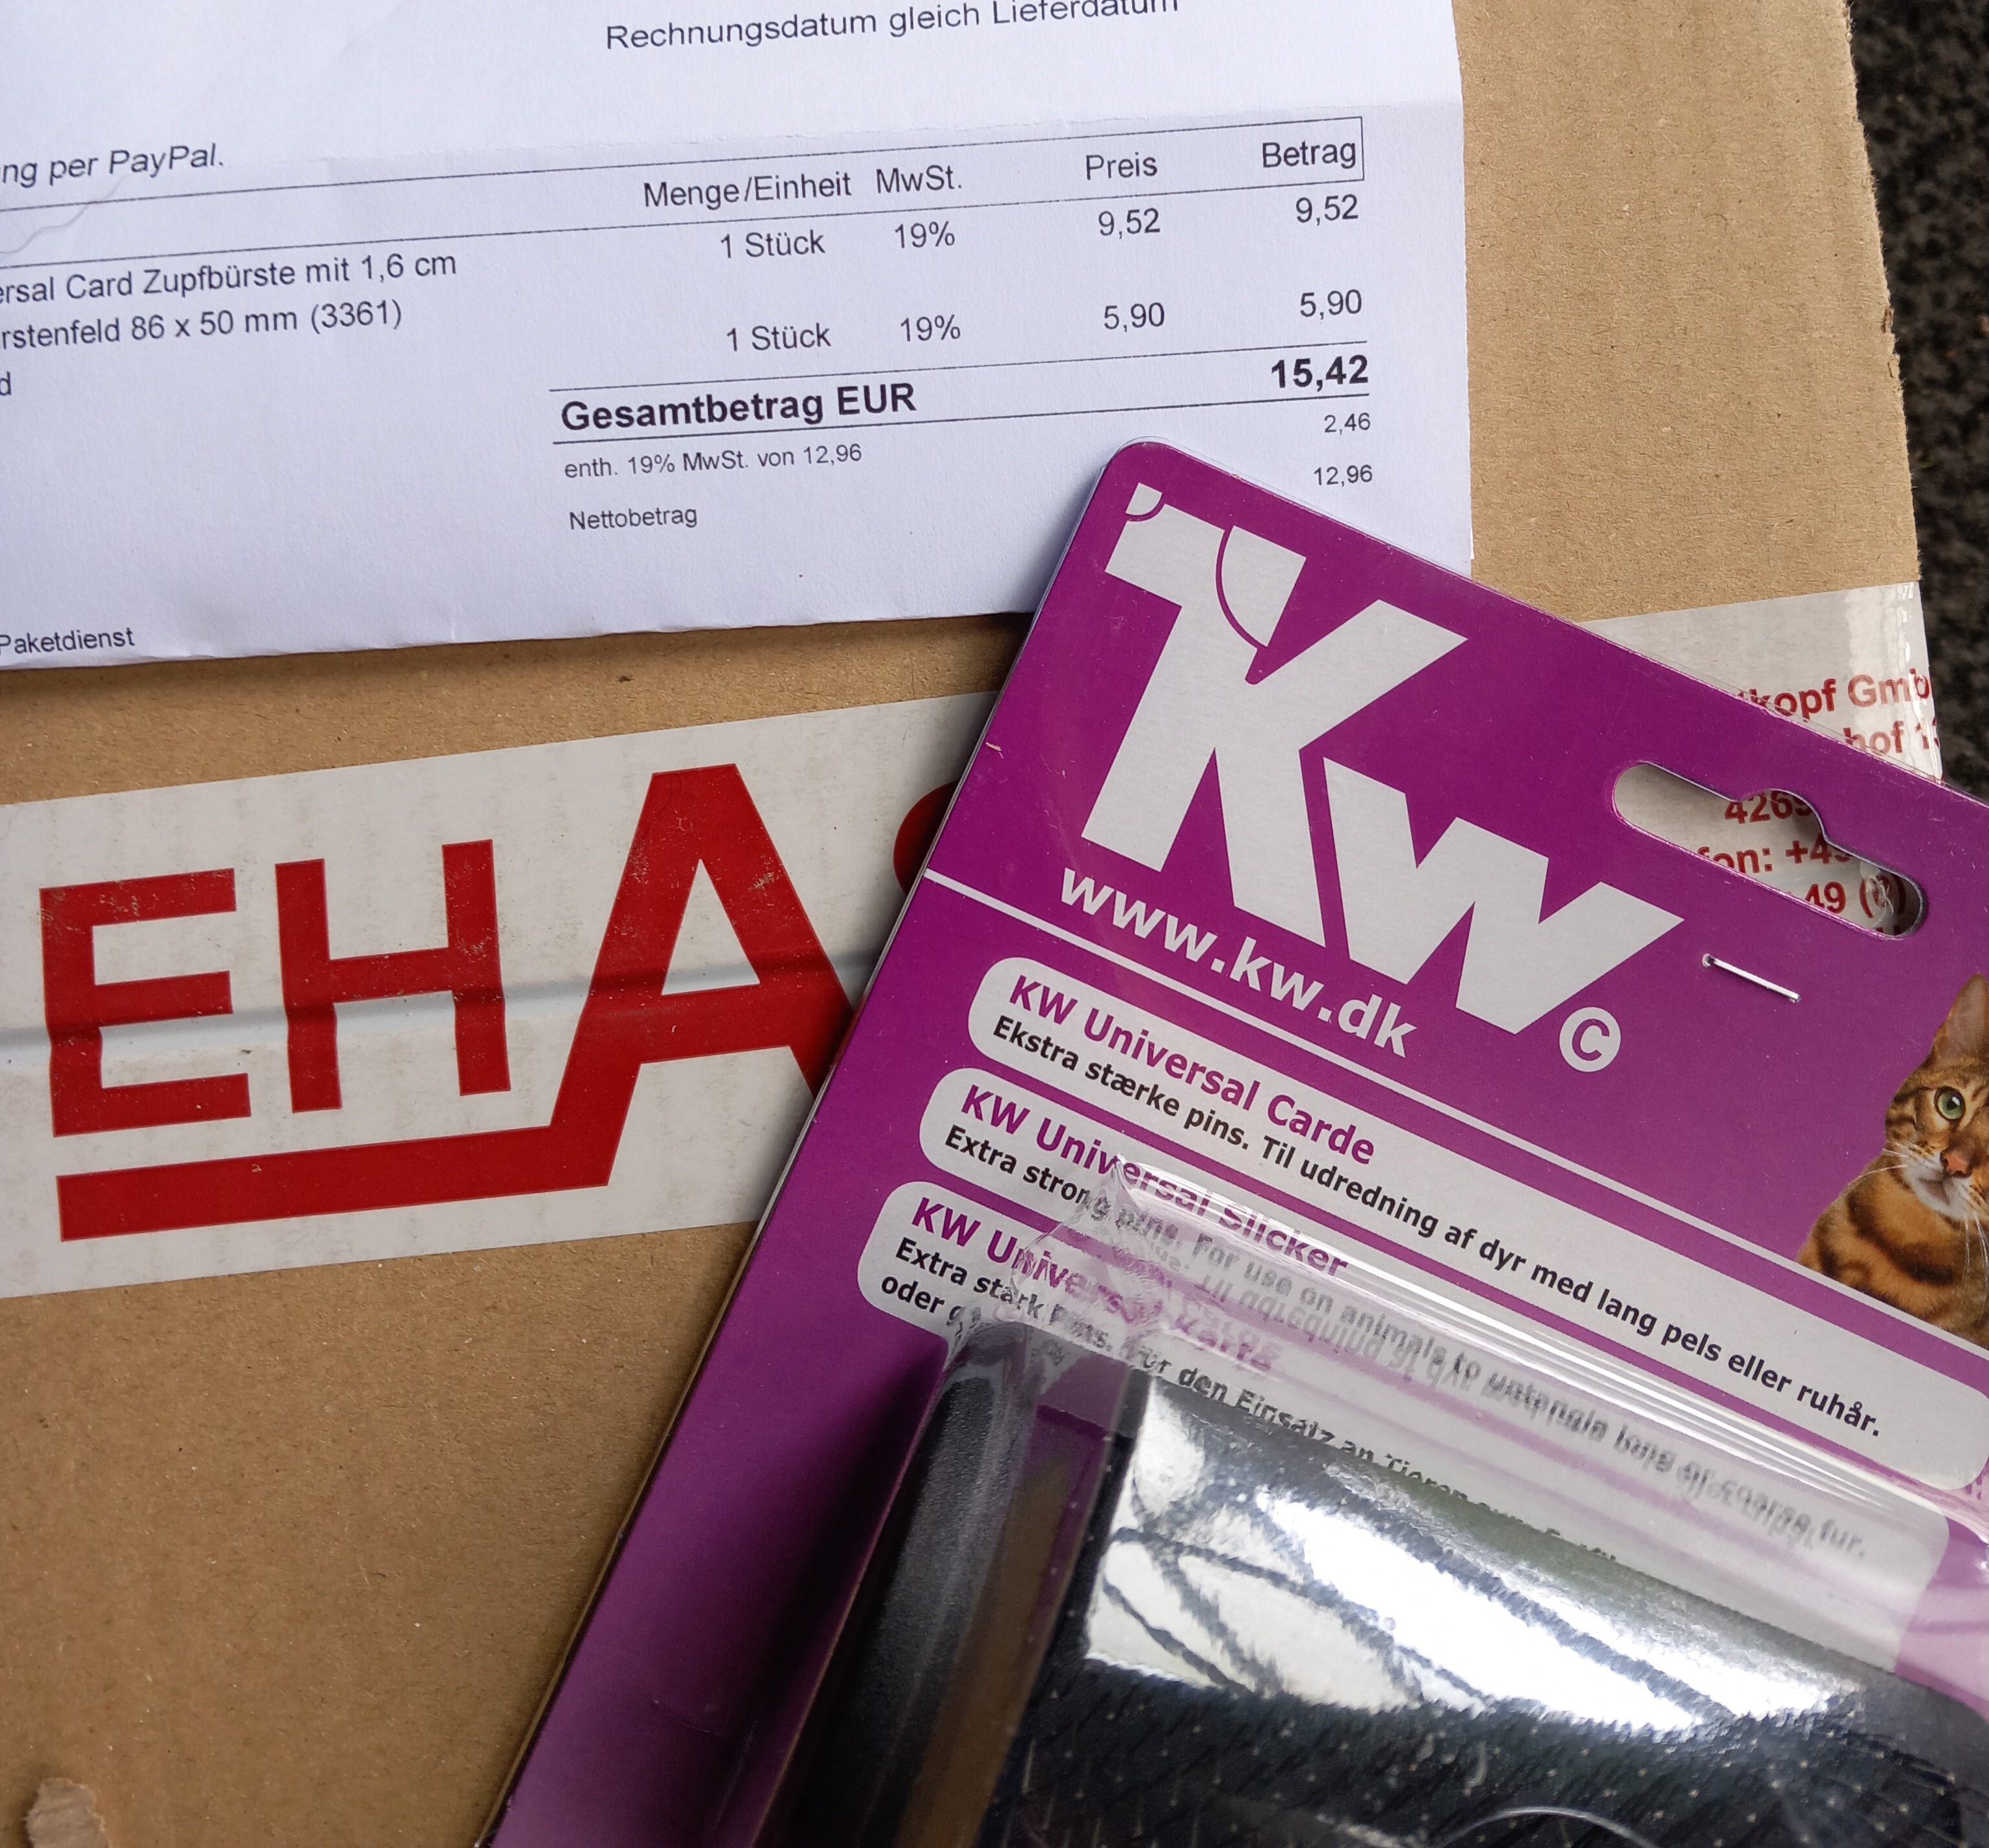 Rechnungsdatum gleich Lieferdatum
ng per PayPal.
Menge/Einheit MwSt. Preis Betrag
1 Stück 19% 9,52 9,52
ersal Card Zupfbürste mit 1,6 cm
rstenfeld 86 x 50 mm (3361)
1 Stück 19% 5,90 5,90
d
Gesamtbetrag EUR 15,42
enth. 19% MwSt. von 12,96 2,46
Nettobetrag 12,96
Paketdienst
EHA
kopf Gmb
hof 13
426
fon: +49
49 (0)
KW
www.kw.dk
©
KW Universal Carde
Ekstra stærke pins. Til udredning af dyr med lang pels eller ruhår.
KW Universal Slicker
Extra strong pins. For use on animals to untangle long or coarse fur.
KW Univers
Extra stark Pins. Für den Einsatz an Tieren
oder